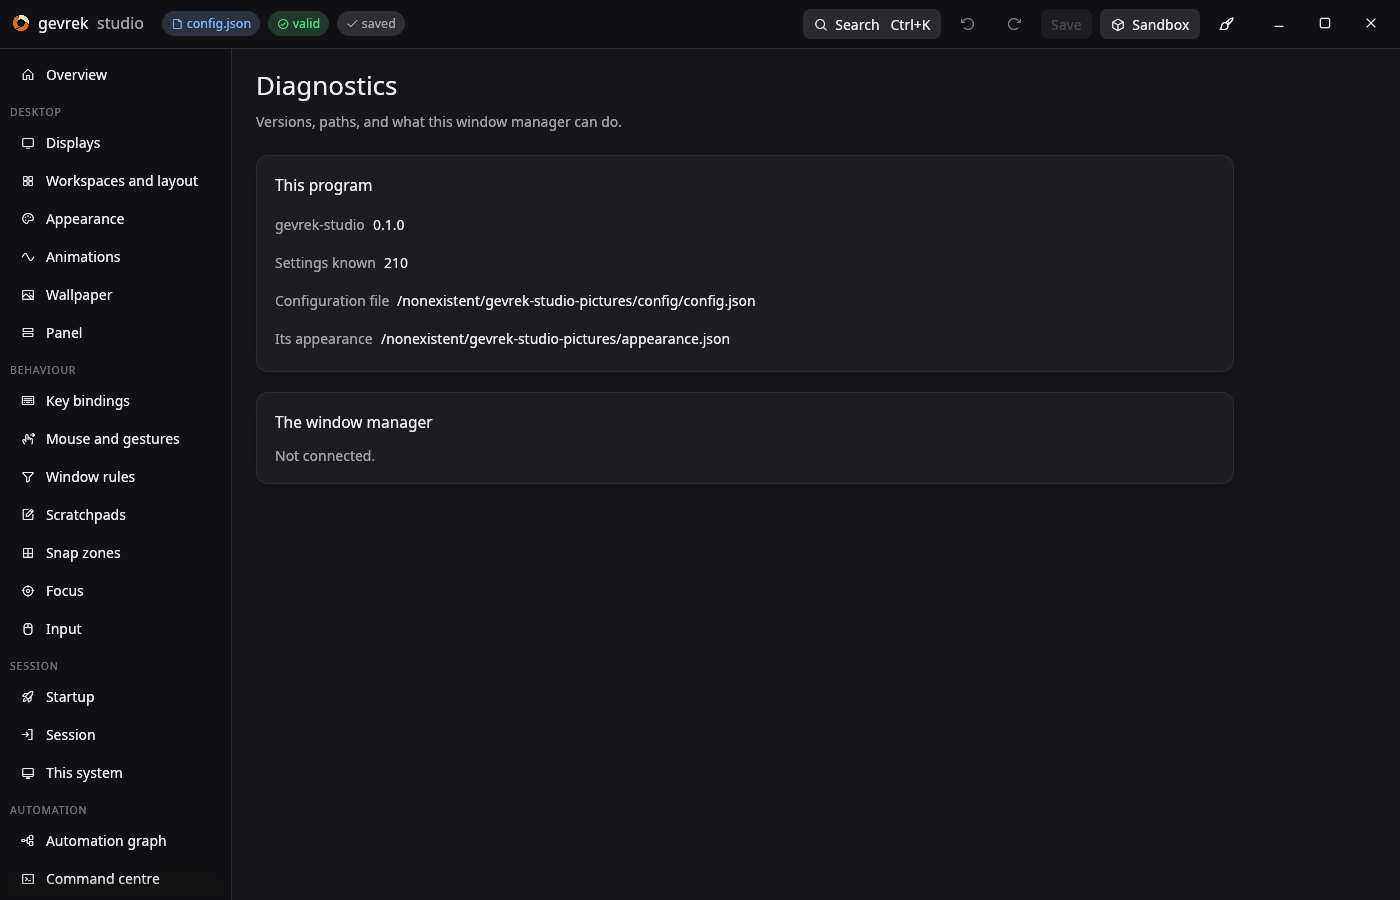 gevrek studio config.json valid saved Search Ctrl+K Save Sandbox
Overview
DESKTOP
Displays
Workspaces and layout
Appearance
Animations
Wallpaper
Panel
BEHAVIOUR
Key bindings
Mouse and gestures
Window rules
Scratchpads
Snap zones
Focus
Input
SESSION
Startup
Session
This system
AUTOMATION
Automation graph
Command centre
Diagnostics
Versions, paths, and what this window manager can do.
This program
gevrek-studio 0.1.0
Settings known 210
Configuration file /nonexistent/gevrek-studio-pictures/config/config.json
Its appearance /nonexistent/gevrek-studio-pictures/appearance.json
The window manager
Not connected.